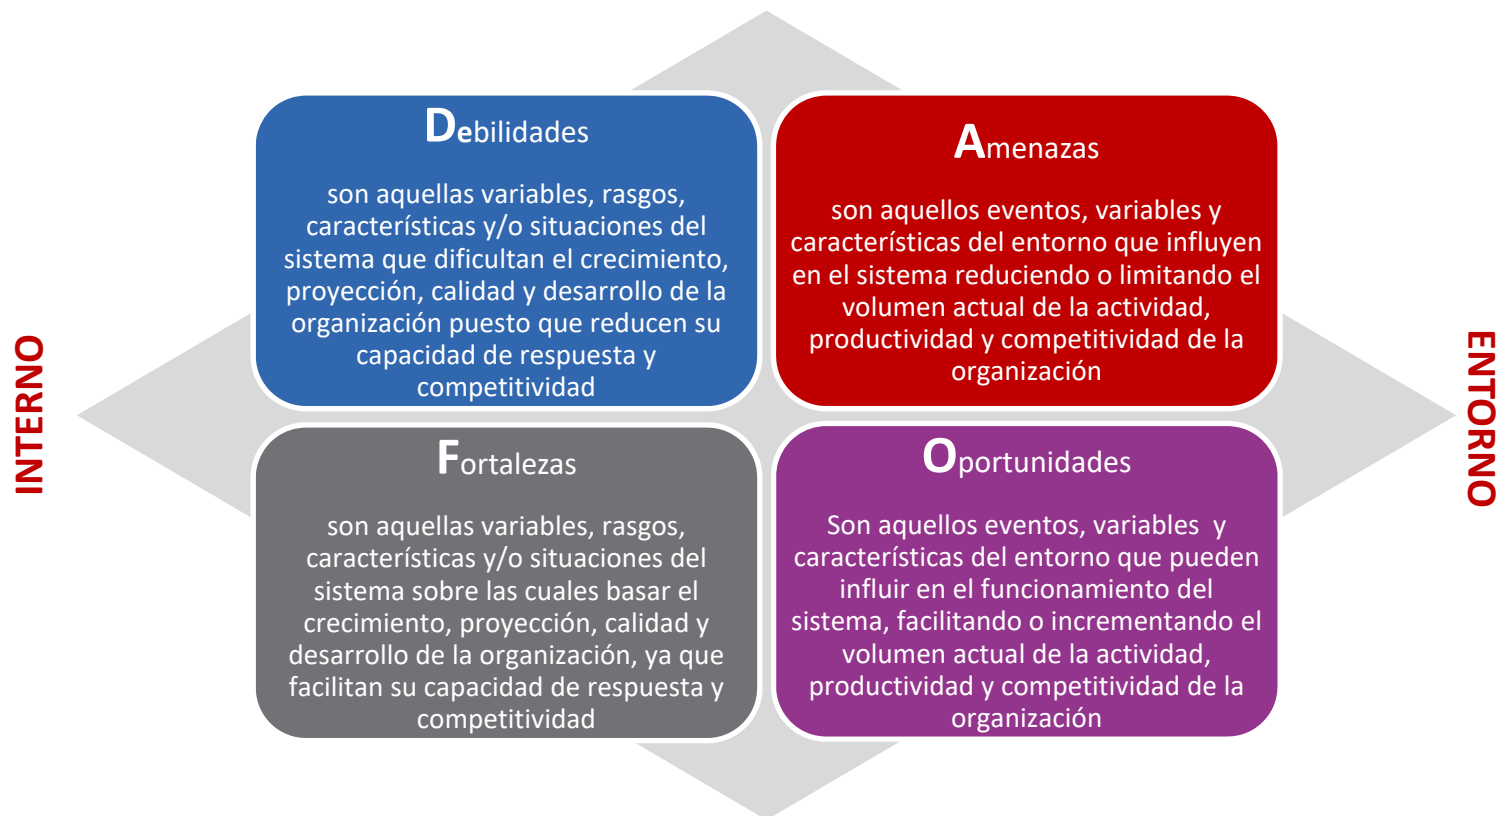 INTERNO
Debilidades
son aquellas variables, rasgos,
características y/o situaciones del
sistema que dificultan el crecimiento,
proyección, calidad y desarrollo de la
organización puesto que reducen su
capacidad de respuesta y
competitividad
Amenazas
son aquellos eventos, variables y
características del entorno que influyen
en el sistema reduciendo o limitando el
volumen actual de la actividad,
productividad y competitividad de la
organización
Fortalezas
son aquellas variables, rasgos,
características y/o situaciones del
sistema sobre las cuales basar el
crecimiento, proyección, calidad y
desarrollo de la organización, ya que
facilitan su capacidad de respuesta y
competitividad
Oportunidades
Son aquellos eventos, variables y
características del entorno que pueden
influir en el funcionamiento del
sistema, facilitando o incrementando el
volumen actual de la actividad,
productividad y competitividad de la
organización
ENTORNO